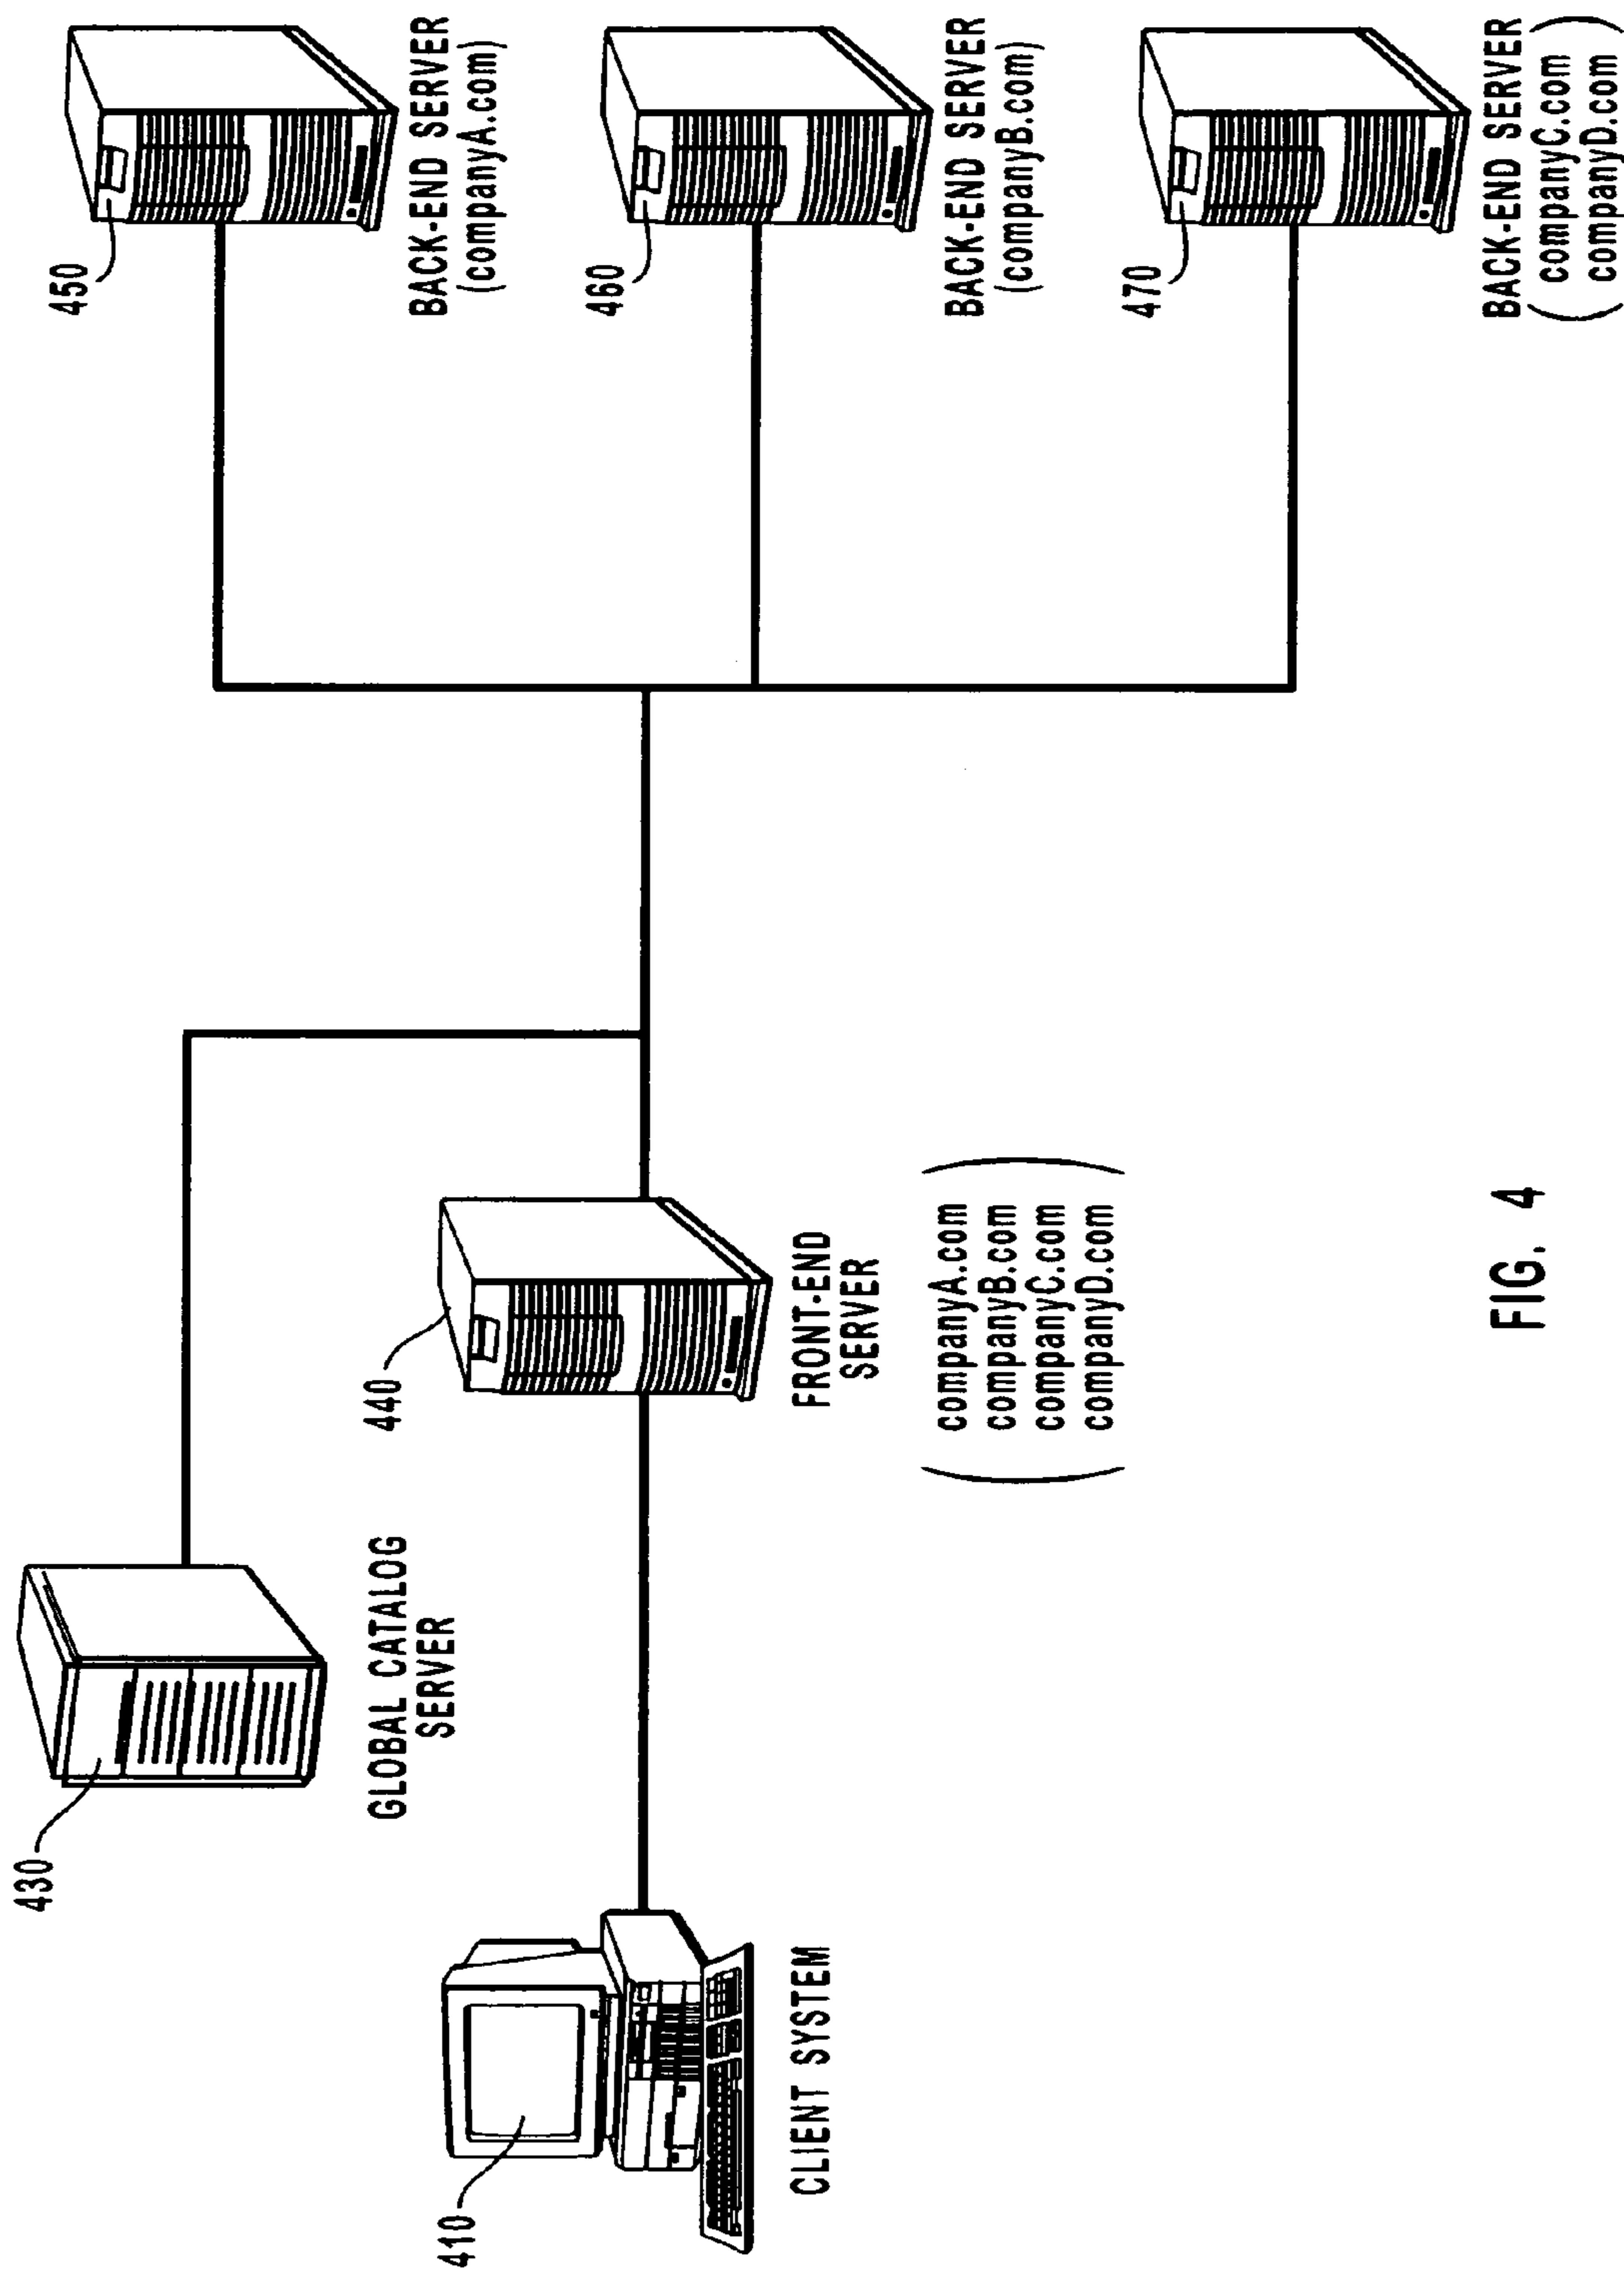 430
GLOBAL CATALOG
SERVER
410
CLIENT SYSTEM
440
FRONT-END
SERVER
(companyA.com
companyB.com
companyC.com
companyD.com)
450
BACK-END SERVER
(companyA.com)
460
BACK-END SERVER
(companyB.com)
470
BACK-END SERVER
(companyC.com
companyD.com)
FIG. 4